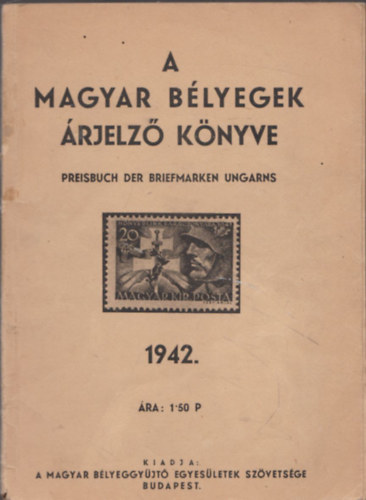 A
MAGYAR BÉLYEGEK
ÁRJELZŐ KÖNYVE
PREISBUCH DER BRIEFMARKEN UNGARNS
20
MAGYAR KIR. POSTA
1942.
ÁRA: 1·50 P
KIADJA:
A MAGYAR BÉLYEGGYÜJTŐ EGYESÜLETEK SZÖVETSÉGE
BUDAPEST.